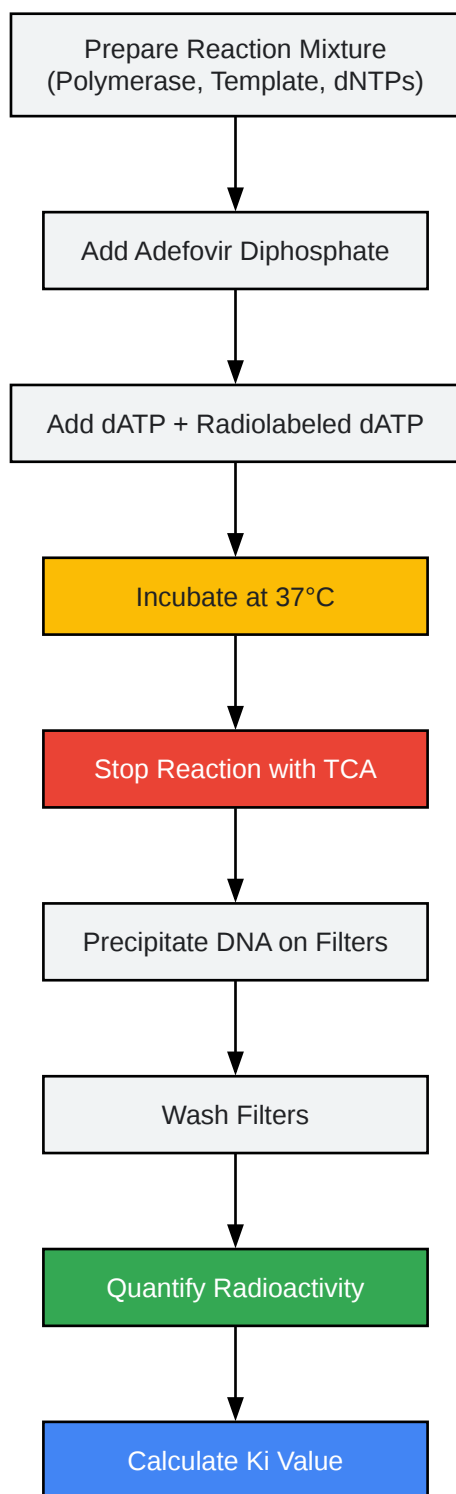 Prepare Reaction Mixture
(Polymerase, Template, dNTPs)
Add Adefovir Diphosphate
Add dATP + Radiolabeled dATP
Incubate at 37°C
Stop Reaction with TCA
Precipitate DNA on Filters
Wash Filters
Quantify Radioactivity
Calculate Ki Value